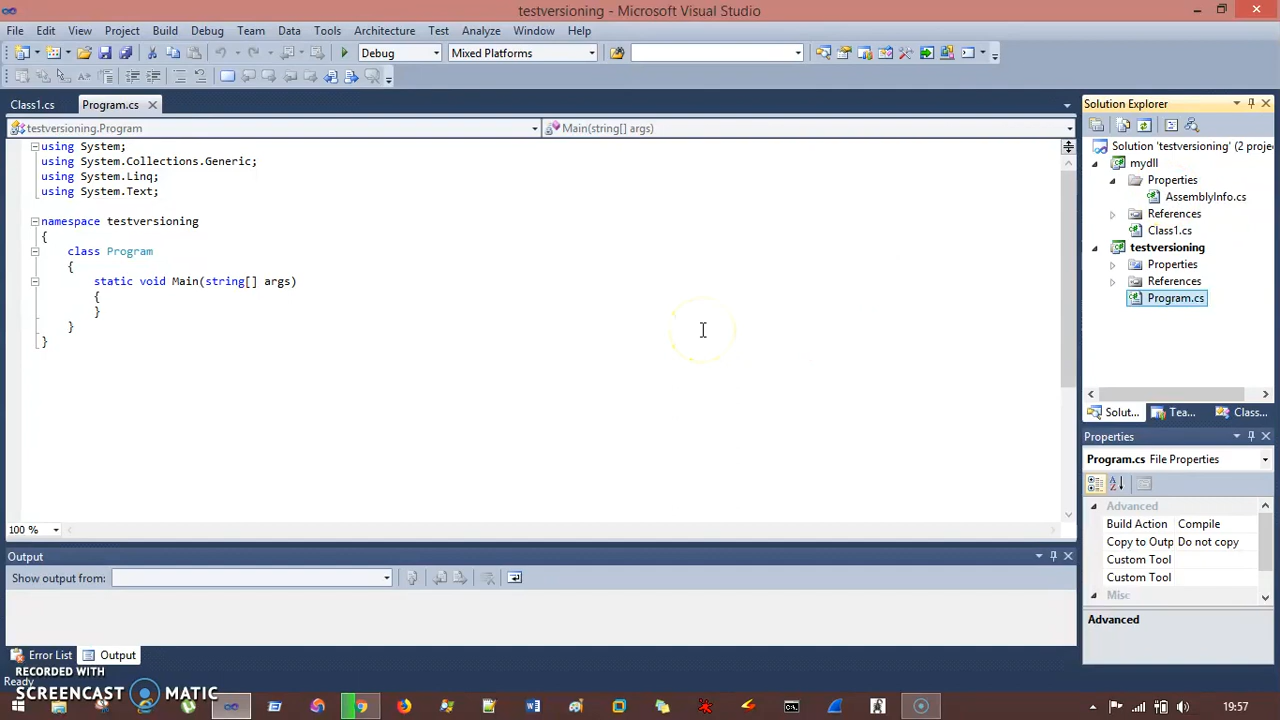 testversioning - Microsoft Visual Studio
File Edit View Project Build Debug Team Data Tools Architecture Test Analyze Window Help
Debug Mixed Platforms
Class1.cs Program.cs
testversioning.Program Main(string[] args)
using System;
using System.Collections.Generic;
using System.Linq;
using System.Text;
namespace testversioning
{
class Program
{
static void Main(string[] args)
{
}
}
}
100 %
Solution Explorer
Solution 'testversioning' (2 proje
mydll
Properties
AssemblyInfo.cs
References
Class1.cs
testversioning
Properties
References
Program.cs
Solut... Tea... Class...
Properties
Program.cs File Properties
Advanced
Build Action Compile
Copy to Outp Do not copy
Custom Tool
Custom Tool
Misc
Advanced
Output
Show output from:
Error List Output
Ready
RECORDED WITH
SCREENCAST MATIC
19:57